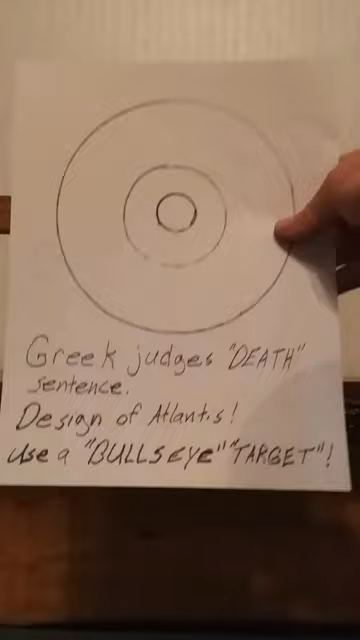 Greek judges "DEATH"
sentence.
Design of Atlantis!
use a "BULLSEYe" "TARGET"!